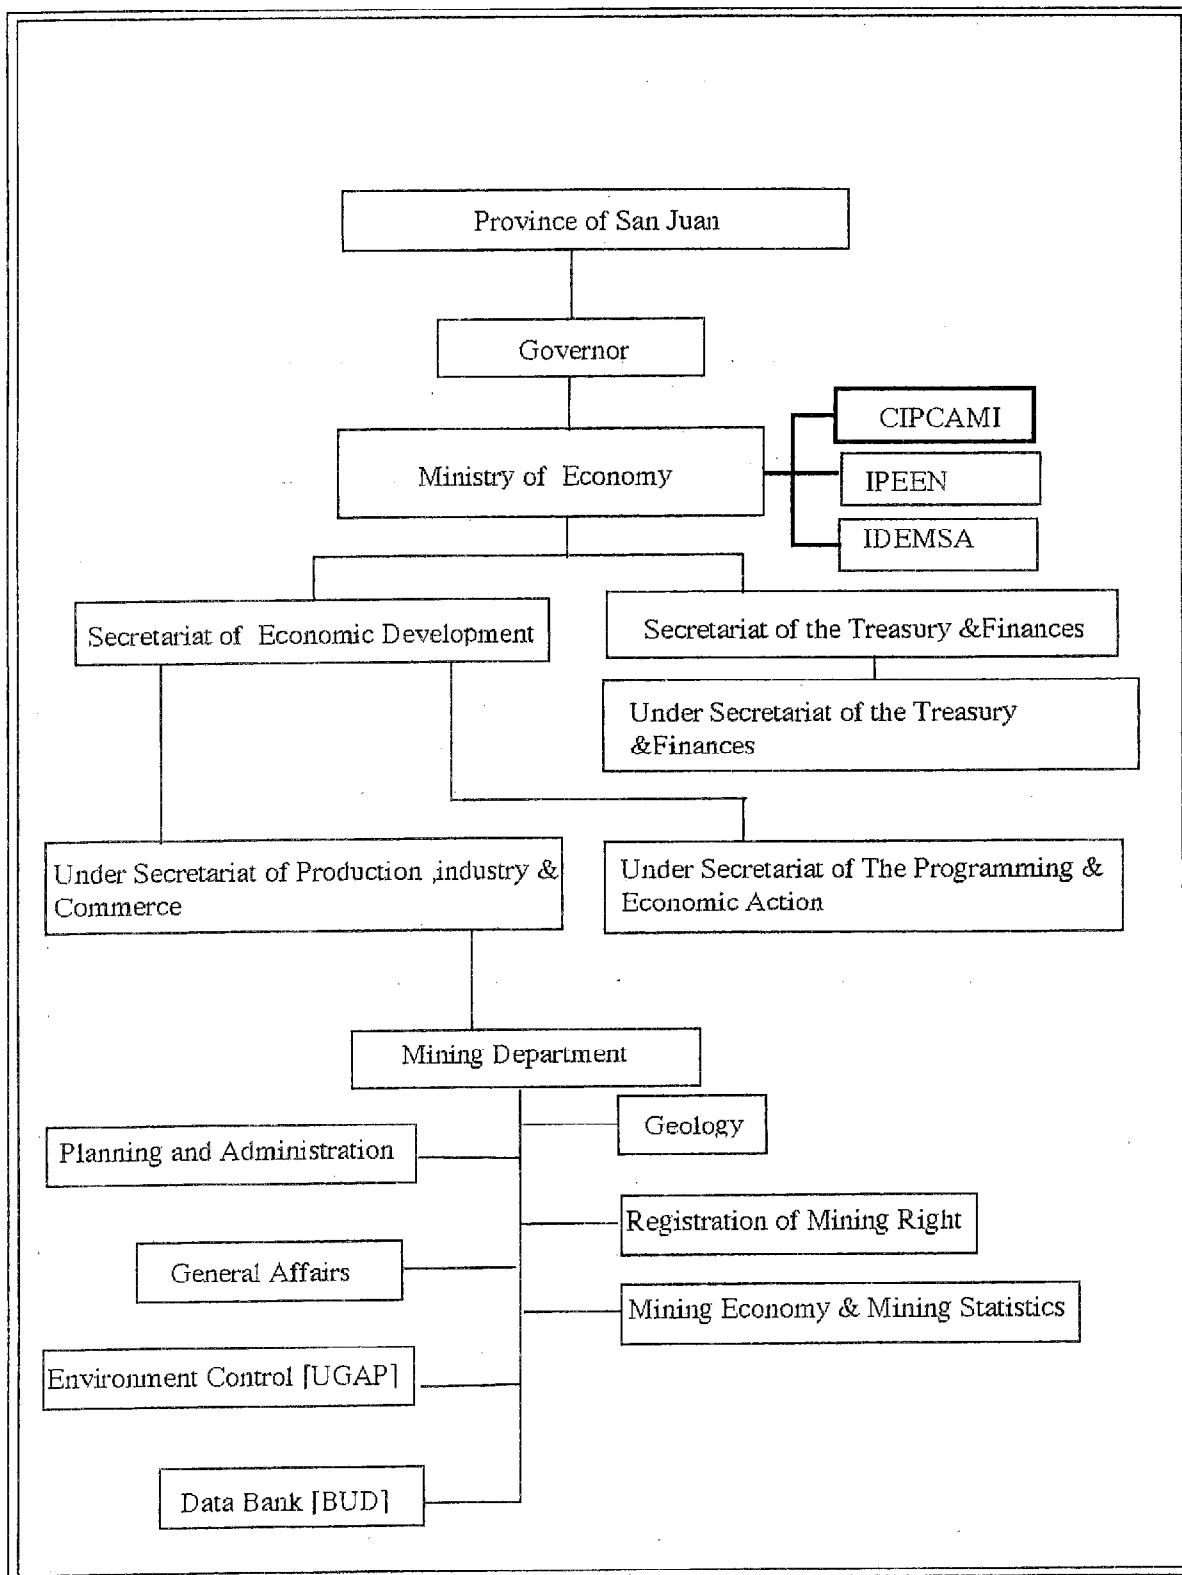 Province of San Juan
Governor
CIPCAMI
Ministry of Economy
IPEEN
IDEMSA
Secretariat of Economic Development
Secretariat of the Treasury &Finances
Under Secretariat of the Treasury
&Finances
Under Secretariat of Production ,industry &
Commerce
Under Secretariat of The Programming &
Economic Action
Mining Department
Geology
Planning and Administration
Registration of Mining Right
General Affairs
Mining Economy & Mining Statistics
Environment Control ⌈UGAP⌉
Data Bank ⌈BUD⌉